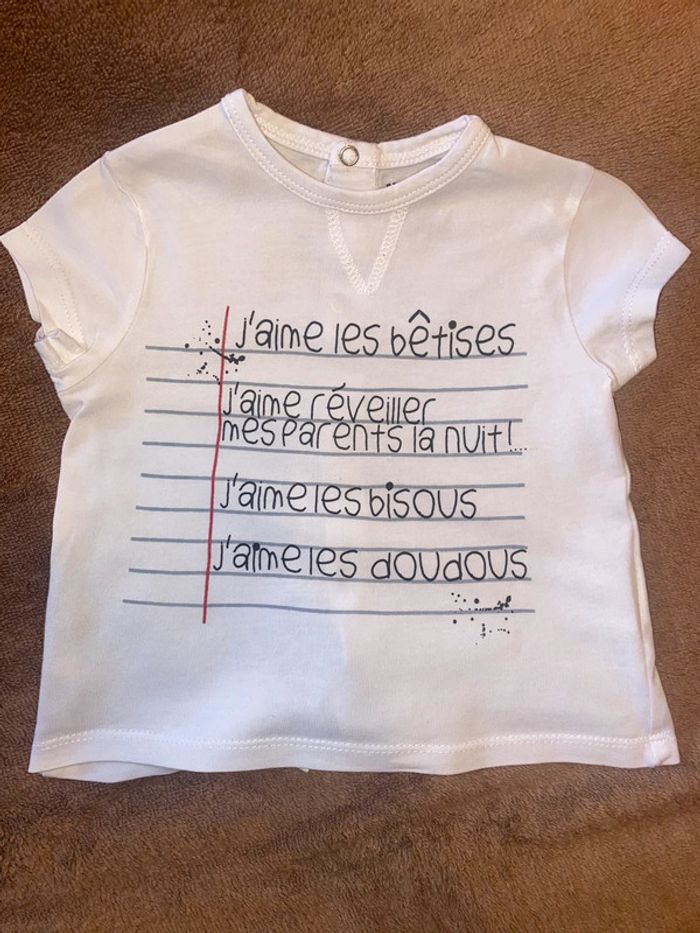 j'aime les bêtises
j'aime réveiller
mes parents la nuit!...
j'aime les bisous
j'aime les doudous